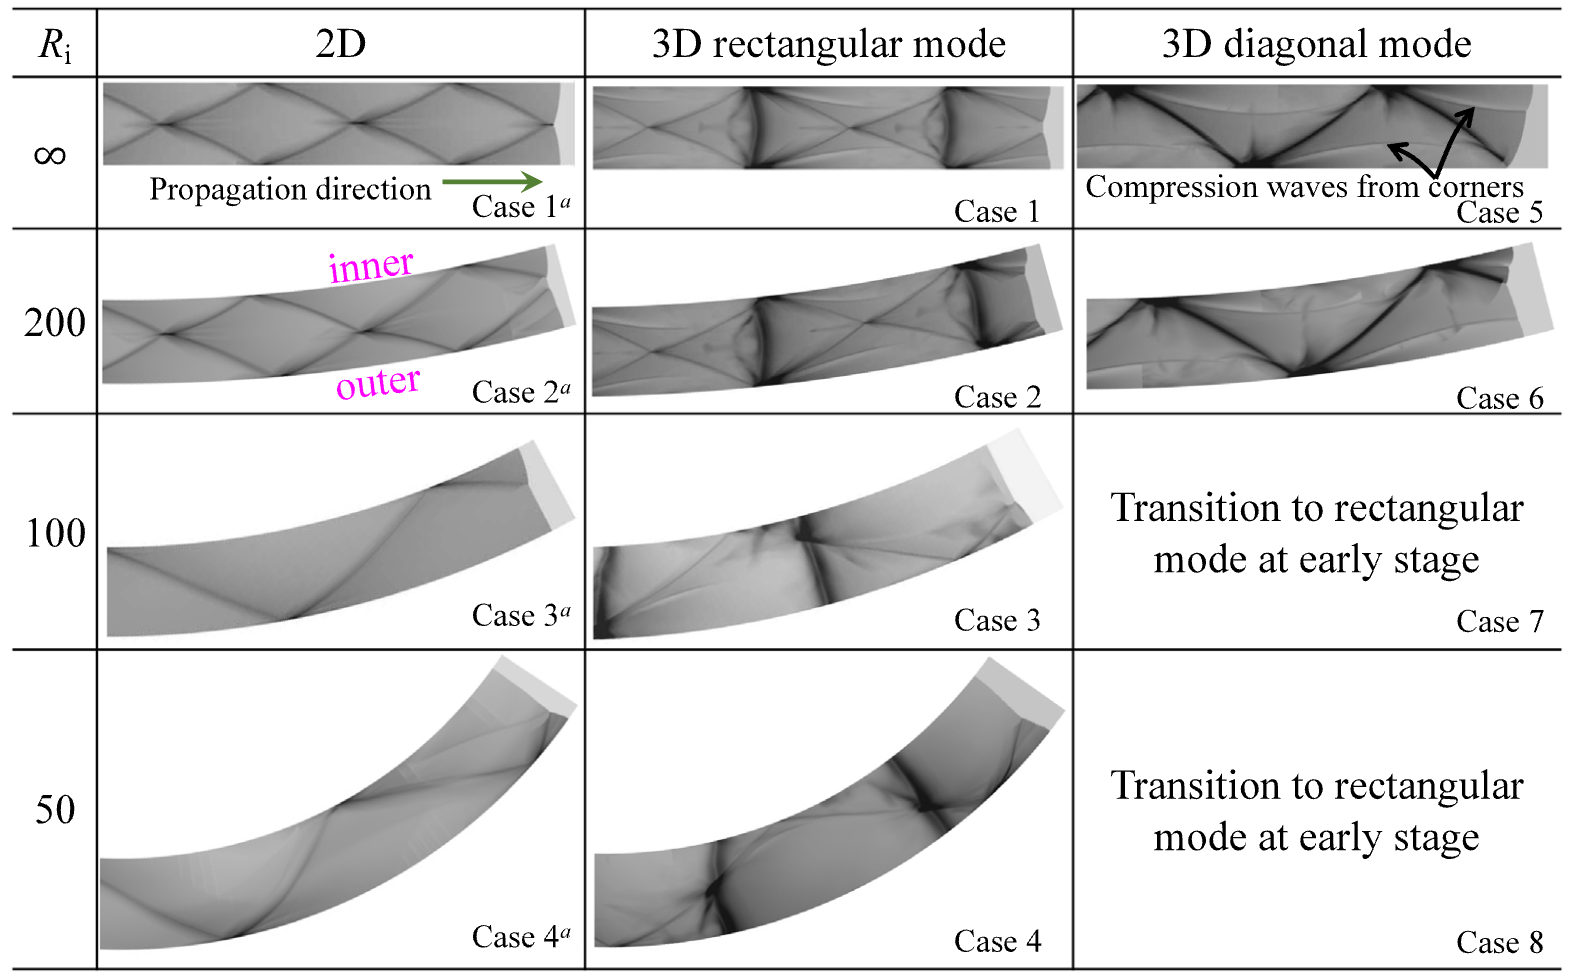 Rᵢ 2D 3D rectangular mode 3D diagonal mode
∞
Propagation direction
Case 1ᵃ
Case 1
Compression waves from corners
Case 5
200
inner
outer
Case 2ᵃ
Case 2
Case 6
100
Case 3ᵃ
Case 3
Transition to rectangular
mode at early stage
Case 7
50
Case 4ᵃ
Case 4
Transition to rectangular
mode at early stage
Case 8